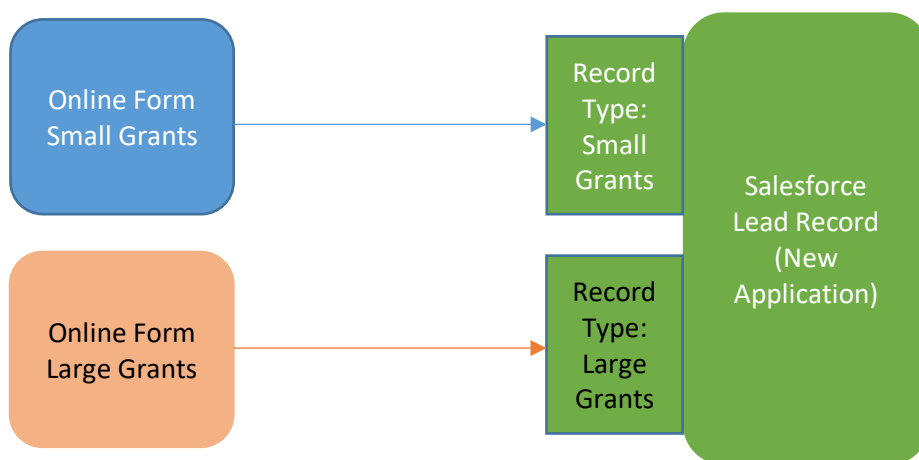 Online Form
Small Grants
Record
Type:
Small
Grants
Salesforce
Lead Record
(New
Application)
Online Form
Large Grants
Record
Type:
Large
Grants